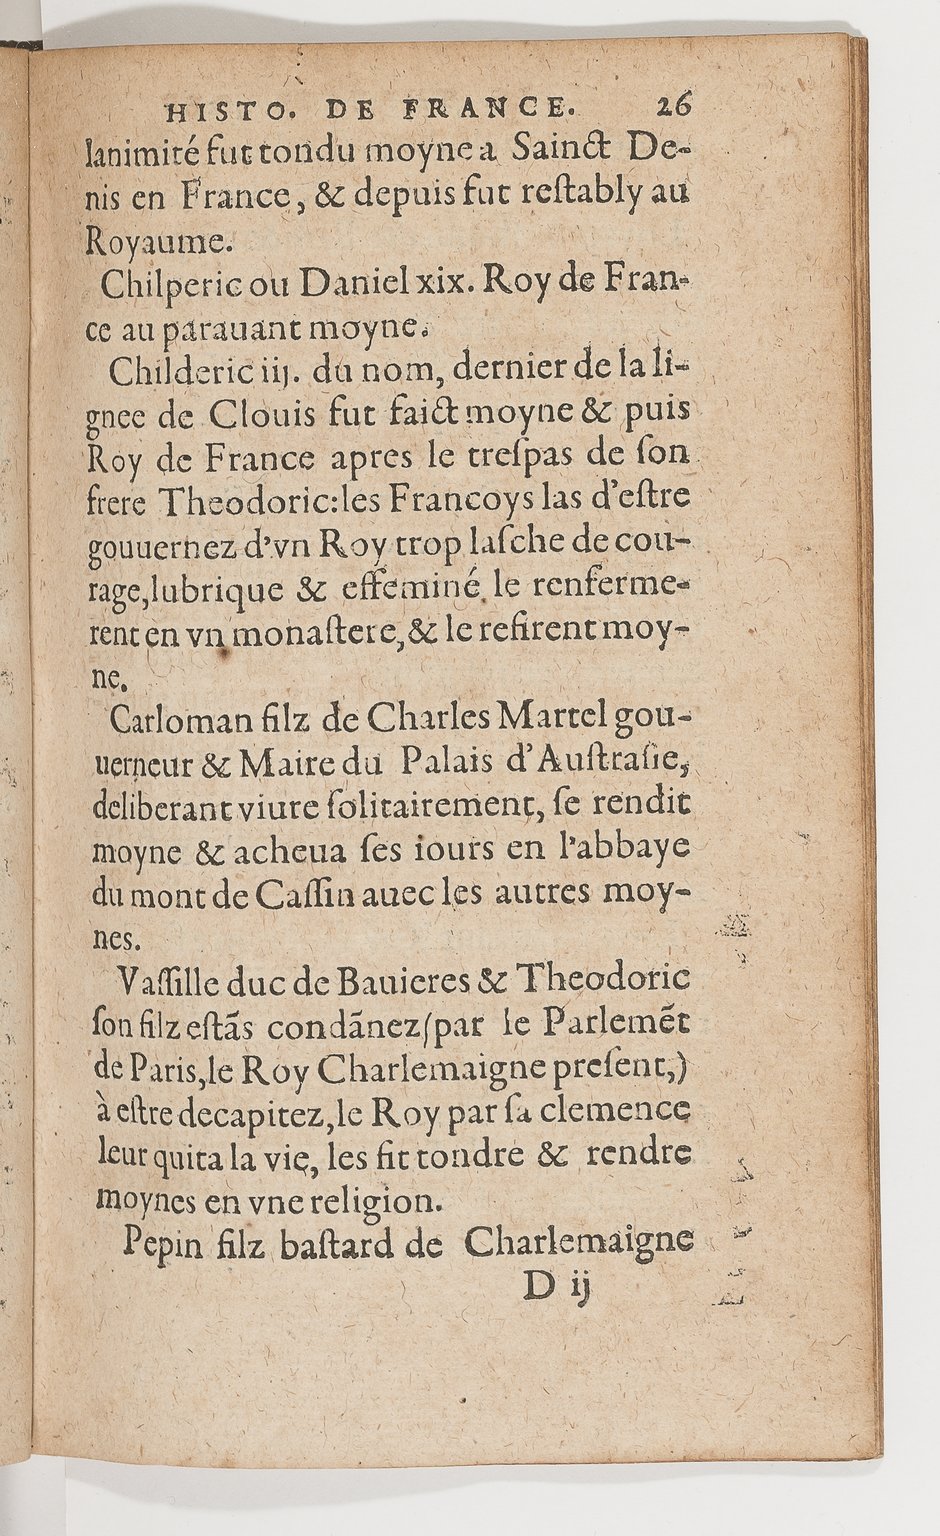 HISTO. DE FRANCE. 26
lanimité fut tondu moyne a Sainct De-
nis en France, & depuis fut reſtably au
Royaume.
Chilperic ou Daniel xix. Roy de Fran-
ce au parauant moyne.
Childeric iij. du nom, dernier de la li-
gnee de Clouis fut faict moyne & puis
Roy de France apres le treſpas de ſon
frere Theodoric: les Francoys las d'eſtre
gouuernez d'vn Roy trop laſche de cou-
rage, lubrique & effeminé le renferme-
rent en vn monaſtere, & le refirent moy-
ne.
Carloman filz de Charles Martel gou-
uerneur & Maire du Palais d'Auſtraſie,
deliberant viure ſolitairement, ſe rendit
moyne & acheua ſes iours en l'abbaye
du mont de Caſſin auec les autres moy-
nes.
Vaſſille duc de Bauieres & Theodoric
ſon filz eſtãs condãnez (par le Parlemẽt
de Paris, le Roy Charlemaigne preſent,)
à eſtre decapitez, le Roy par ſa clemence
leur quita la vie, les fit tondre & rendre
moynes en vne religion.
Pepin filz baſtard de Charlemaigne
D ij